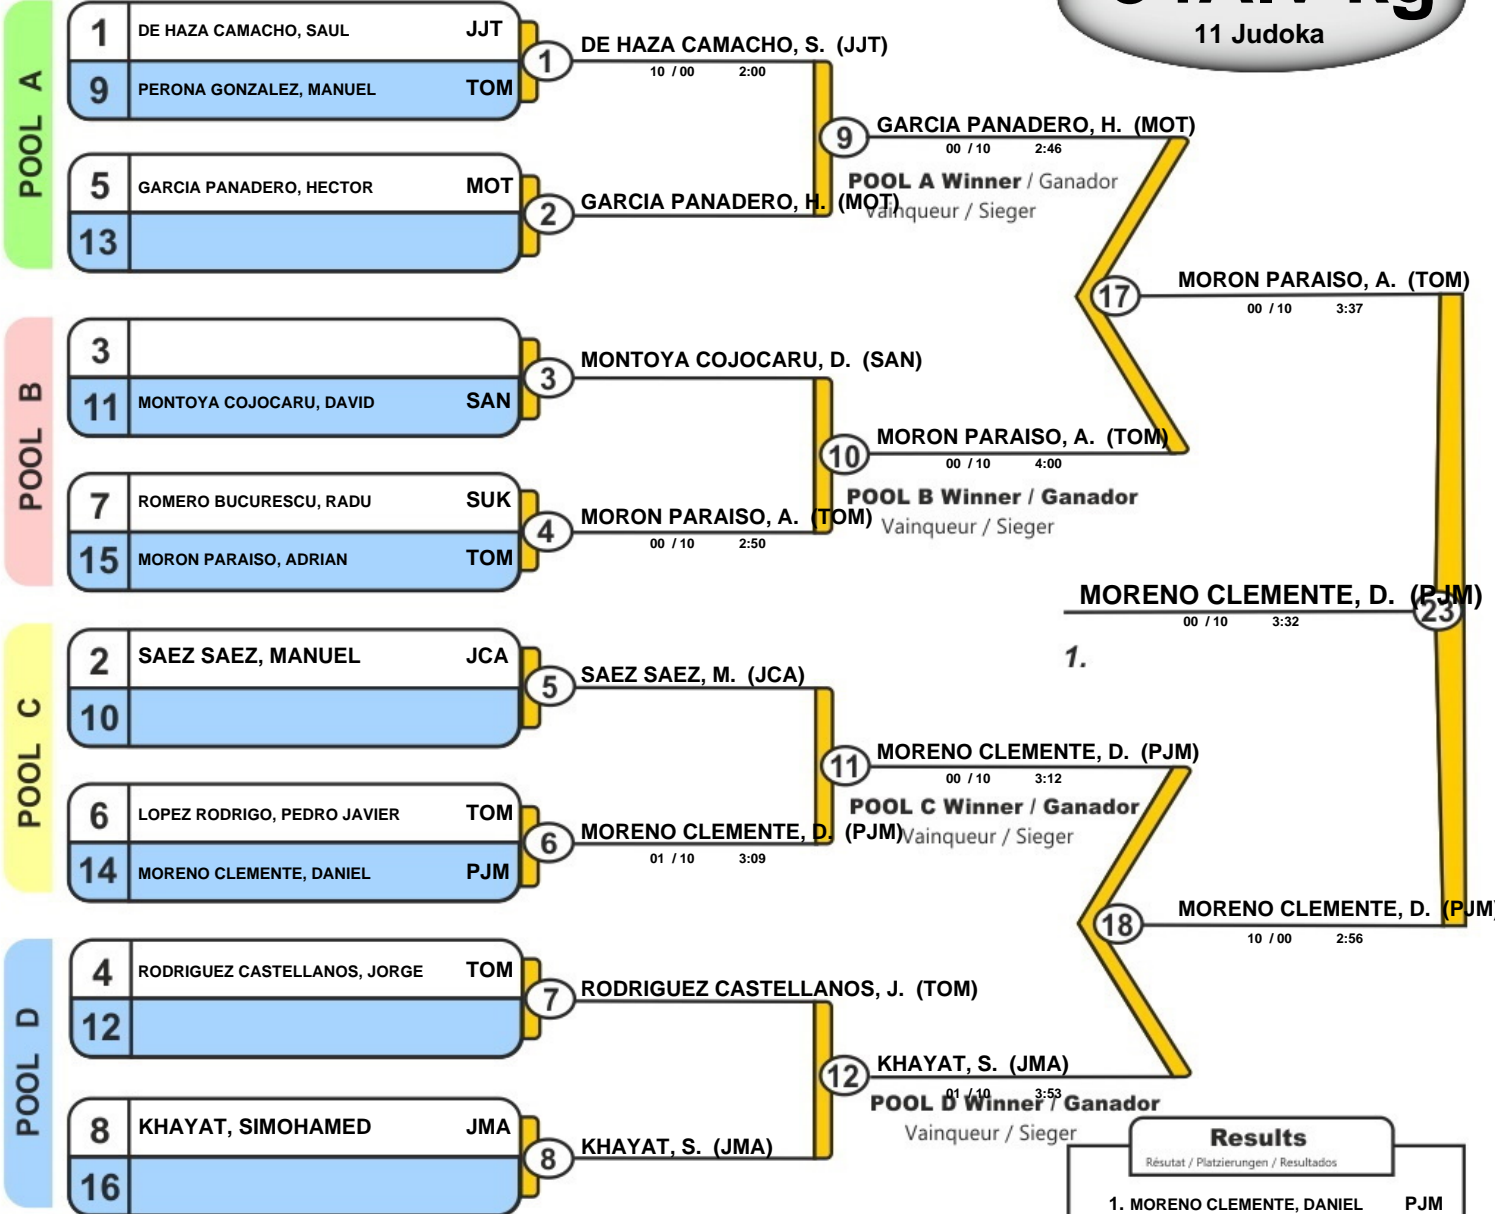 11 Judoka
POOL A
1 DE HAZA CAMACHO, SAUL JJT
9 PERONA GONZALEZ, MANUEL TOM
1 DE HAZA CAMACHO, S. (JJT)
10 / 00 2:00
5 GARCIA PANADERO, HECTOR MOT
13
2 GARCIA PANADERO, H. (MOT)
9 GARCIA PANADERO, H. (MOT)
00 / 10 2:46
POOL A Winner / Ganador
Vainqueur / Sieger
POOL B
3
11 MONTOYA COJOCARU, DAVID SAN
3 MONTOYA COJOCARU, D. (SAN)
7 ROMERO BUCURESCU, RADU SUK
15 MORON PARAISO, ADRIAN TOM
4 MORON PARAISO, A. (TOM)
00 / 10 2:50
10 MORON PARAISO, A. (TOM)
00 / 10 4:00
POOL B Winner / Ganador
Vainqueur / Sieger
17 MORON PARAISO, A. (TOM)
00 / 10 3:37
MORENO CLEMENTE, D. (PJM)
23
00 / 10 3:32
1.
POOL C
2 SAEZ SAEZ, MANUEL JCA
10
5 SAEZ SAEZ, M. (JCA)
6 LOPEZ RODRIGO, PEDRO JAVIER TOM
14 MORENO CLEMENTE, DANIEL PJM
6 MORENO CLEMENTE, D. (PJM)
01 / 10 3:09
11 MORENO CLEMENTE, D. (PJM)
00 / 10 3:12
POOL C Winner / Ganador
Vainqueur / Sieger
18 MORENO CLEMENTE, D. (PJM)
10 / 00 2:56
POOL D
4 RODRIGUEZ CASTELLANOS, JORGE TOM
12
7 RODRIGUEZ CASTELLANOS, J. (TOM)
8 KHAYAT, SIMOHAMED JMA
16
8 KHAYAT, S. (JMA)
12 KHAYAT, S. (JMA)
01 / 10 3:53
POOL D Winner / Ganador
Vainqueur / Sieger
Results
Résutat / Platzierungen / Resultados
1. MORENO CLEMENTE, DANIEL PJM